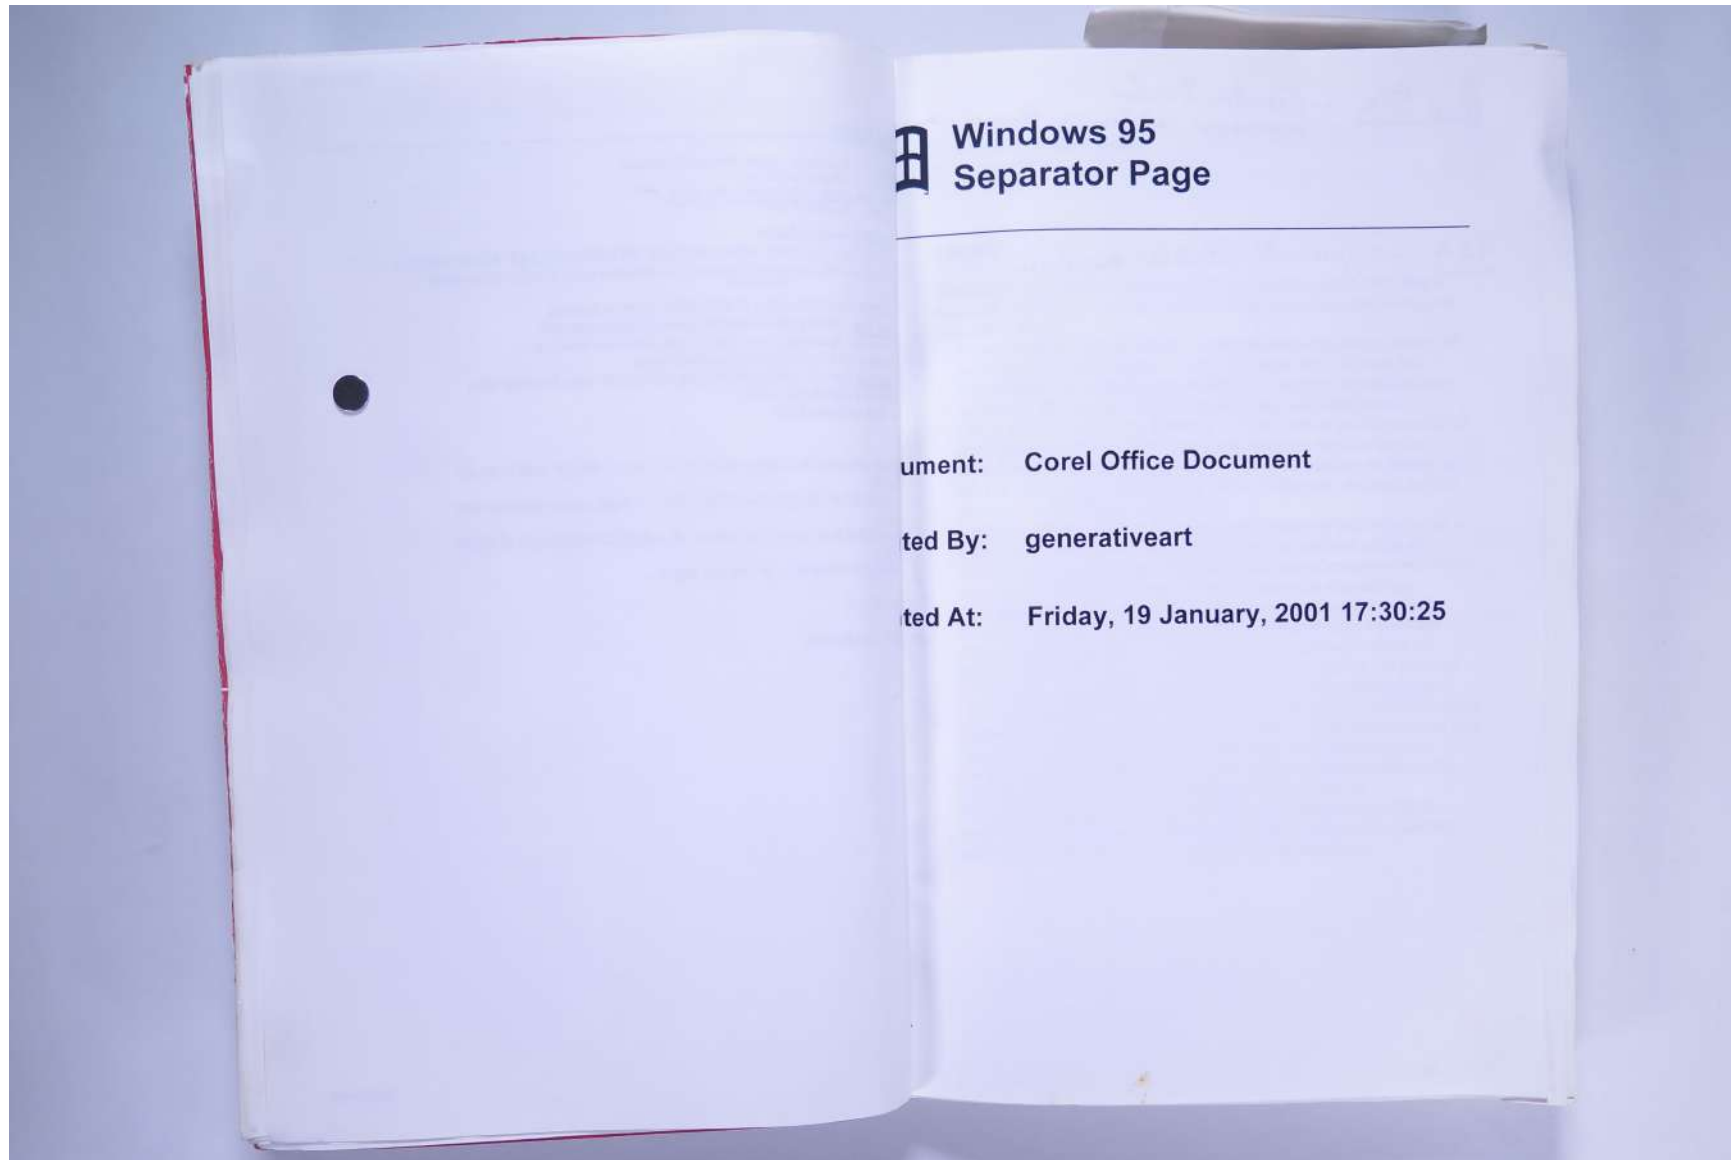 Windows 95
Separator Page
ument: Corel Office Document
ted By: generativeart
ted At: Friday, 19 January, 2001 17:30:25